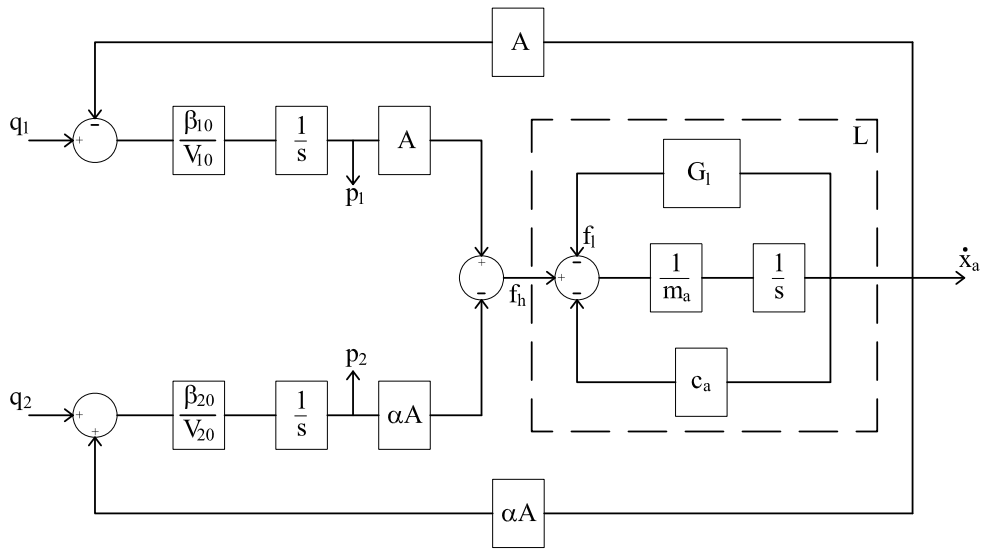 A
q₁
-
+
β₁₀
V₁₀
1
s
A
p₁
L
Gₗ
fₗ
+
-
fₕ
-
+
-
1
mₐ
1
s
ẋₐ
cₐ
p₂
q₂
+
+
β₂₀
V₂₀
1
s
αA
αA